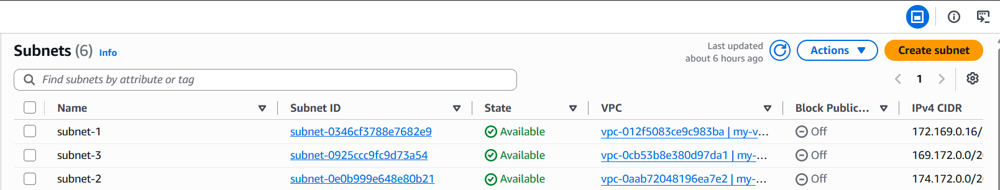 Subnets (6) Info
Last updated
about 6 hours ago
Actions
Create subnet
Find subnets by attribute or tag
1
Name Subnet ID State VPC Block Public... IPv4 CIDR
subnet-1 subnet-0346cf3788e7682e9 Available vpc-012f5083ce9c983ba | my-v... Off 172.169.0.16/
subnet-3 subnet-0925ccc9fc9d73a54 Available vpc-0cb53b8e380d97da1 | my-... Off 169.172.0.0/2
subnet-2 subnet-0e0b999e648e80b21 Available vpc-0aab72048196ea7e2 | my-... Off 174.172.0.0/2